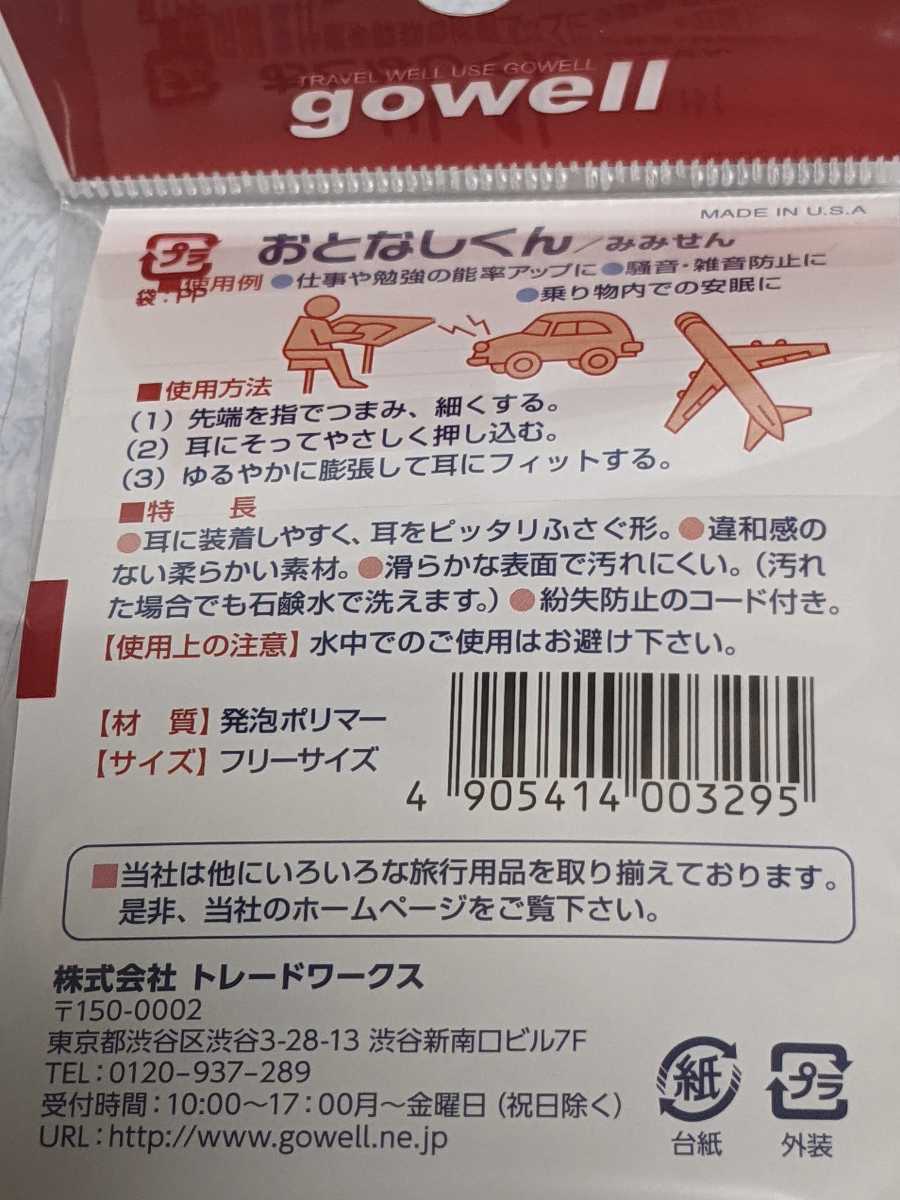 TRAVEL WELL USE GOWELL
gowell
MADE IN U.S.A
プラ
袋：PP
おとなしくん／みみせん
使用例 ●仕事や勉強の能率アップに ●騒音・雑音防止に
●乗り物内での安眠に
■使用方法
（1）先端を指でつまみ、細くする。
（2）耳にそってやさしく押し込む。
（3）ゆるやかに膨張して耳にフィットする。
■特　長
●耳に装着しやすく、耳をピッタリふさぐ形。●違和感の
ない柔らかい素材。●滑らかな表面で汚れにくい。（汚れ
た場合でも石鹸水で洗えます。）●紛失防止のコード付き。
【使用上の注意】水中でのご使用はお避け下さい。
【材　質】発泡ポリマー
【サイズ】フリーサイズ
4 905414 003295
■当社は他にいろいろな旅行用品を取り揃えております。
是非、当社のホームページをご覧下さい。
株式会社 トレードワークス
〒150-0002
東京都渋谷区渋谷3-28-13 渋谷新南口ビル7F
TEL：0120-937-289
受付時間：10:00〜17：00月〜金曜日（祝日除く）
URL：http://www.gowell.ne.jp
紙
台紙
プラ
外装